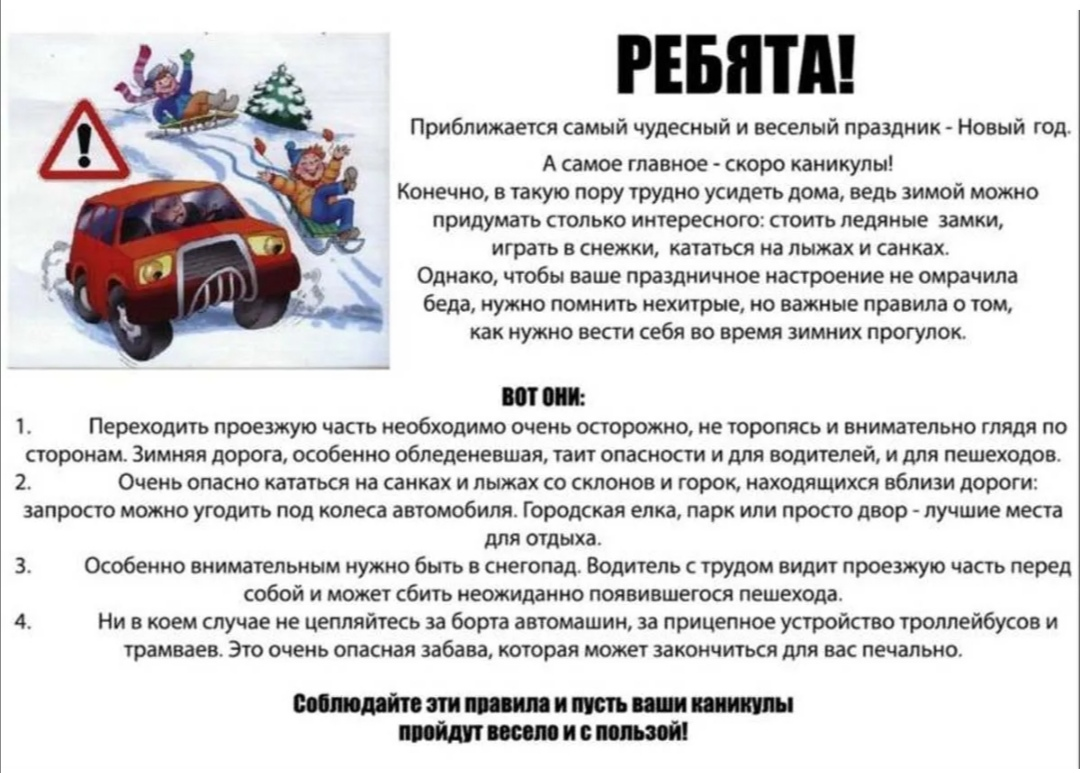 РЕБЯТА!
Приближается самый чудесный и веселый праздник - Новый год.
А самое главное - скоро каникулы!
Конечно, в такую пору трудно усидеть дома, ведь зимой можно
придумать столько интересного: стоить ледяные замки,
играть в снежки, кататься на лыжах и санках.
Однако, чтобы ваше праздничное настроение не омрачила
беда, нужно помнить нехитрые, но важные правила о том,
как нужно вести себя во время зимних прогулок.
ВОТ ОНИ:
1. Переходить проезжую часть необходимо очень осторожно, не торопясь и внимательно глядя по
сторонам. Зимняя дорога, особенно обледеневшая, таит опасности и для водителей, и для пешеходов.
2. Очень опасно кататься на санках и лыжах со склонов и горок, находящихся вблизи дороги:
запросто можно угодить под колеса автомобиля. Городская елка, парк или просто двор - лучшие места
для отдыха.
3. Особенно внимательным нужно быть в снегопад. Водитель с трудом видит проезжую часть перед
собой и может сбить неожиданно появившегося пешехода.
4. Ни в коем случае не цепляйтесь за борта автомашин, за прицепное устройство троллейбусов и
трамваев. Это очень опасная забава, которая может закончиться для вас печально.
Соблюдайте эти правила и пусть ваши каникулы
пройдут весело и с пользой!